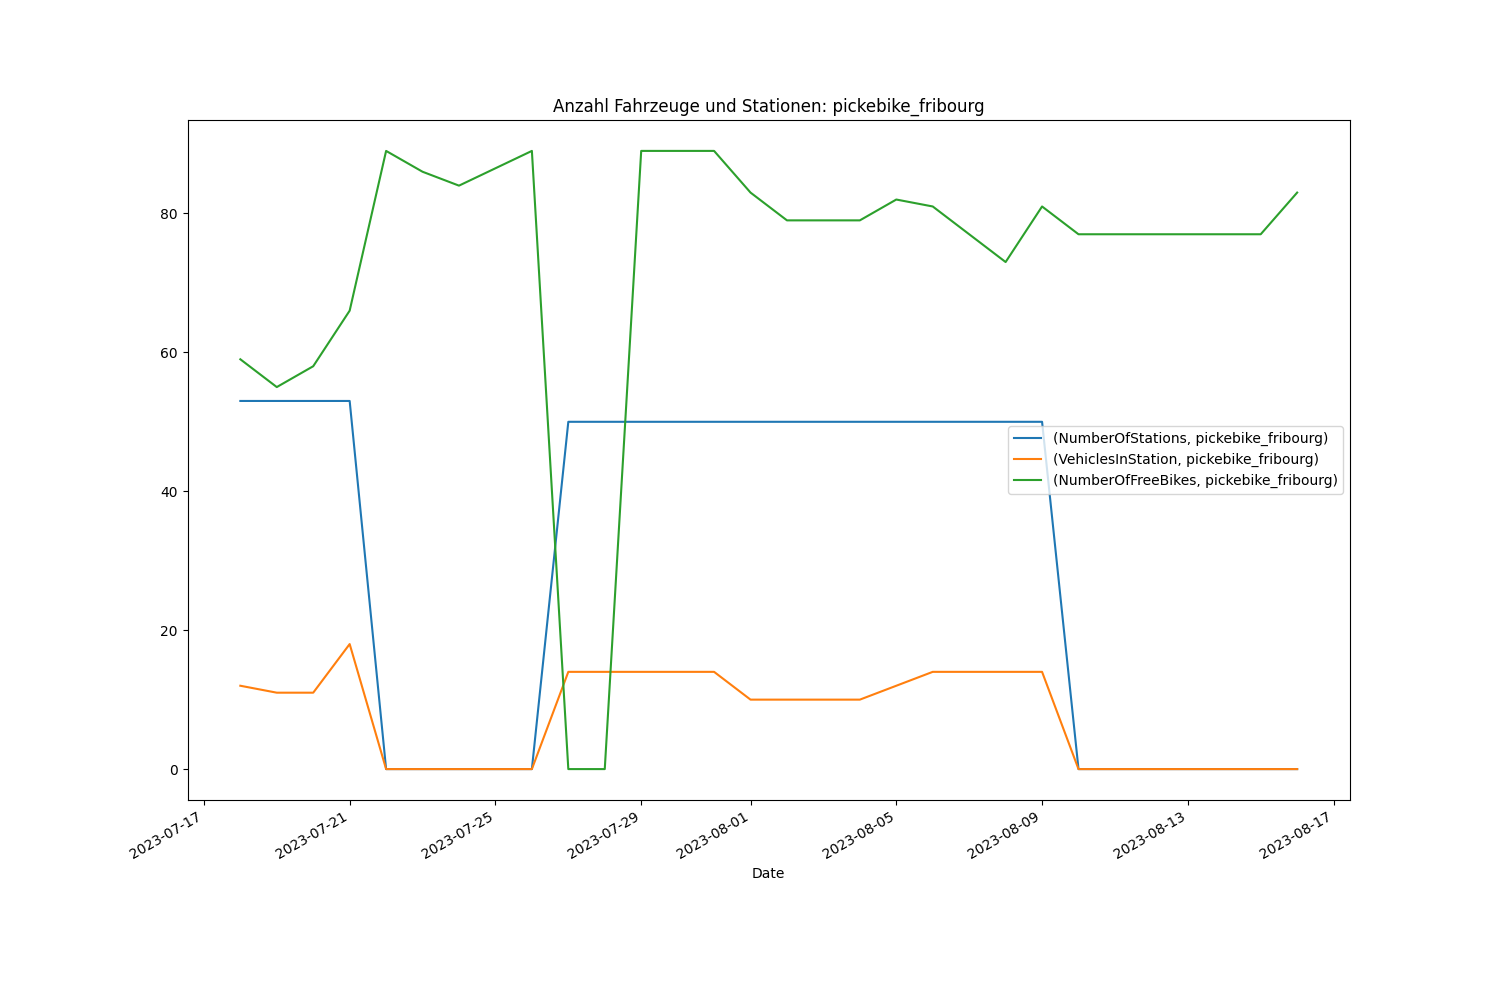 Anzahl Fahrzeuge und Stationen: pickebike_fribourg
80
60
40
20
0
(NumberOfStations, pickebike_fribourg)
(VehiclesInStation, pickebike_fribourg)
(NumberOfFreeBikes, pickebike_fribourg)
2023-07-17
2023-07-21
2023-07-25
2023-07-29
2023-08-01
2023-08-05
2023-08-09
2023-08-13
2023-08-17
Date